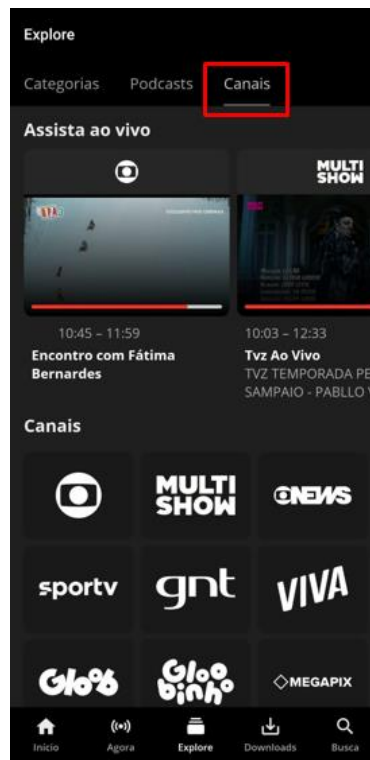 Explore
Categorias Podcasts Canais
Assista ao vivo
MULTI
SHOW
10:45 – 11:59
Encontro com Fátima
Bernardes
10:03 – 12:33
Tvz Ao Vivo
TVZ TEMPORADA PE
SAMPAIO - PABLLO V
Canais
MULTI
SHOW
NEWS
sportv
gnt
VIVA
Gloob
Gloo
binho
MEGAPIX
Início Agora Explore Downloads Busca